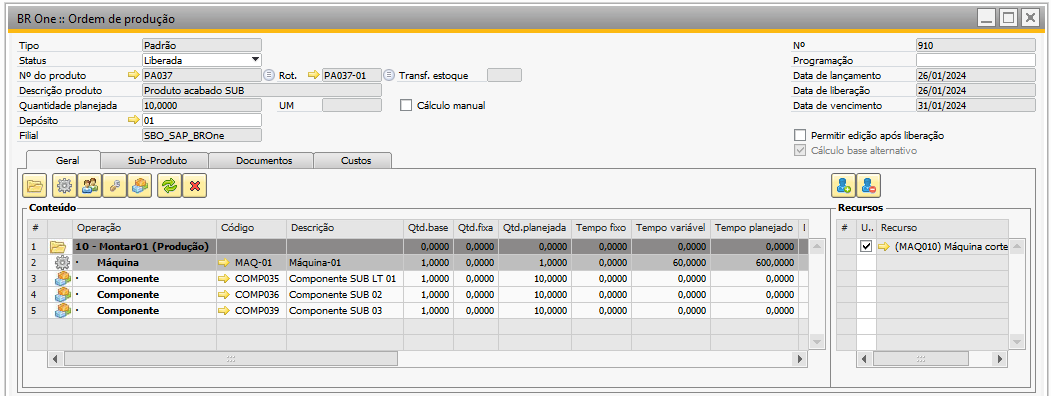 BR One :: Ordem de produção
Tipo Padrão Nº 910
Status Liberada Programação
Nº do produto PA037 Rot. PA037-01 Transf. estoque Data de lançamento 26/01/2024
Descrição produto Produto acabado SUB Data de liberação 26/01/2024
Quantidade planejada 10,0000 UM Cálculo manual Data de vencimento 31/01/2024
Depósito 01
Filial SBO_SAP_BROne Permitir edição após liberação
Cálculo base alternativo
Geral Sub-Produto Documentos Custos
Conteúdo Recursos
# Operação Código Descrição Qtd.base Qtd.fixa Qtd.planejada Tempo fixo Tempo variável Tempo planejado # U.. Recurso
1 10 - Montar01 (Produção) 0,0000 0,0000 0,0000 0,0000 0,0000 0,0000 (MAQ010) Máquina corte
2 · Máquina MAQ-01 Máquina-01 1,0000 0,0000 1,0000 0,0000 60,0000 600,0000
3 · Componente COMP035 Componente SUB LT 01 1,0000 0,0000 10,0000 0,0000 0,0000 0,0000
4 · Componente COMP036 Componente SUB 02 1,0000 0,0000 10,0000 0,0000 0,0000 0,0000
5 · Componente COMP039 Componente SUB 03 1,0000 0,0000 10,0000 0,0000 0,0000 0,0000